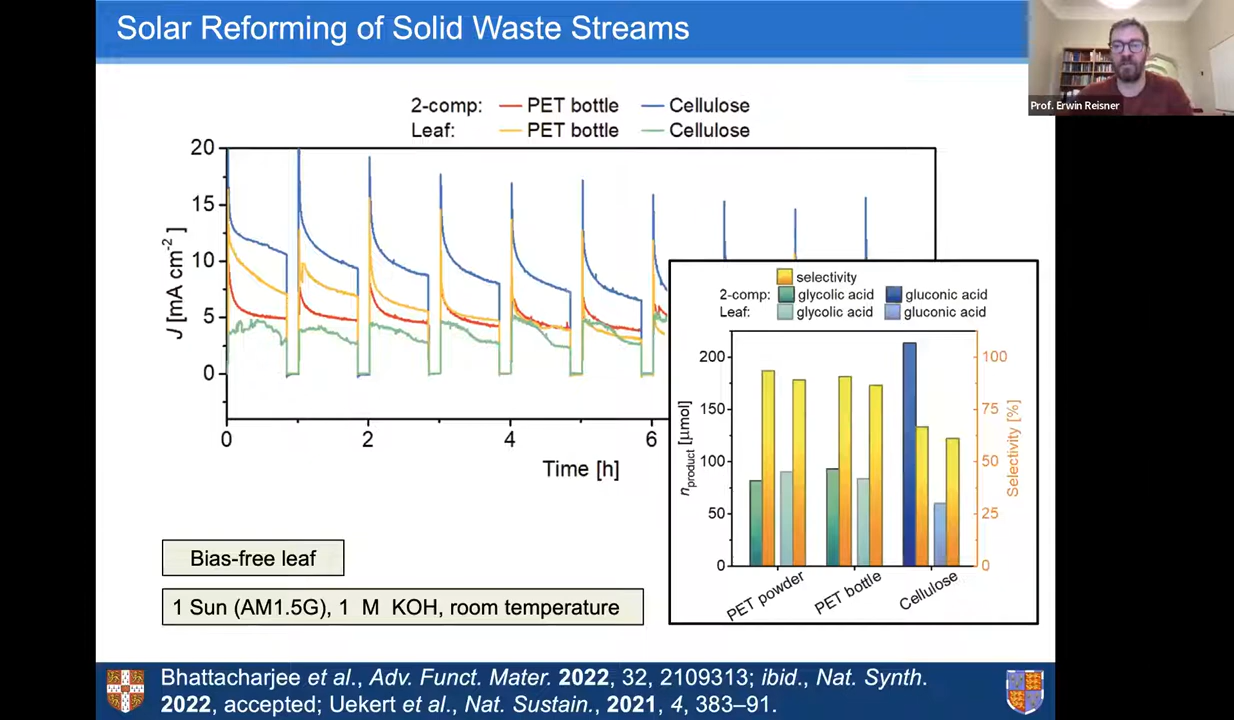 Solar Reforming of Solid Waste Streams
Prof. Erwin Reisner
2-comp: PET bottle Cellulose
Leaf: PET bottle Cellulose
20
15
10
5
0
J [mA cm-2]
0 2 4 6
Time [h]
selectivity
2-comp: glycolic acid gluconic acid
Leaf: glycolic acid gluconic acid
200
150
100
50
0
nproduct [µmol]
100
75
50
25
0
Selectivity [%]
PET powder
PET bottle
Cellulose
Bias-free leaf
1 Sun (AM1.5G), 1 M KOH, room temperature
Bhattacharjee et al., Adv. Funct. Mater. 2022, 32, 2109313; ibid., Nat. Synth.
2022, accepted; Uekert et al., Nat. Sustain., 2021, 4, 383–91.